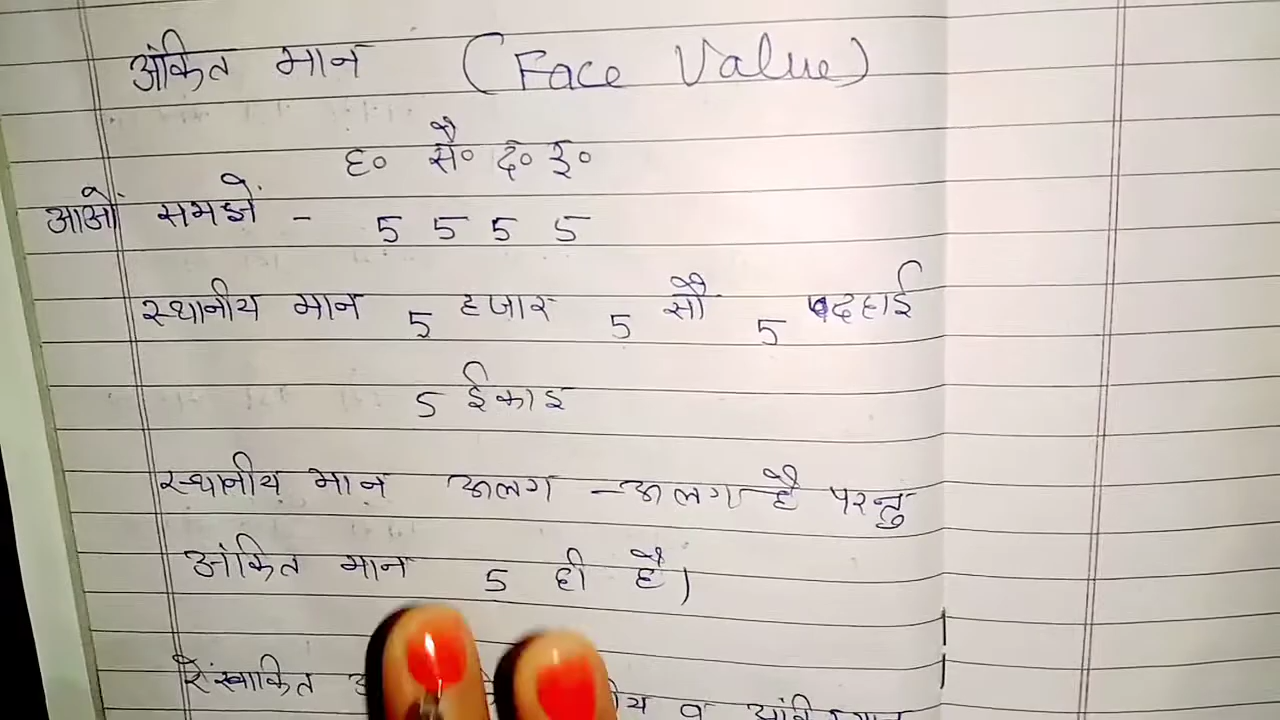 अंकित मान (Face Value)
ह० सै० द० इ०
आओं समझें - 5 5 5 5
स्थानीय मान 5 हजार 5 सौ 5 दहाई
5 ईकाइ
स्थानीय मान अलग - अलग है परन्तु
अंकित मान 5 ही है।
रेंखाकित व